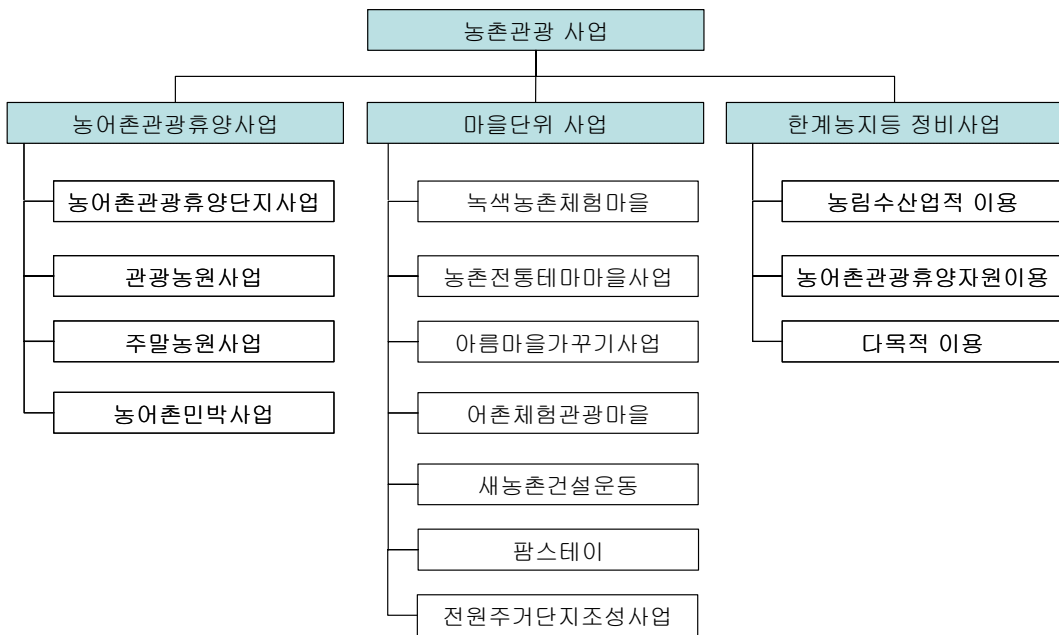 농촌관광 사업
농어촌관광휴양사업
농어촌관광휴양단지사업
관광농원사업
주말농원사업
농어촌민박사업
마을단위 사업
녹색농촌체험마을
농촌전통테마마을사업
아름마을가꾸기사업
어촌체험관광마을
새농촌건설운동
팜스테이
전원주거단지조성사업
한계농지등 정비사업
농림수산업적 이용
농어촌관광휴양자원이용
다목적 이용